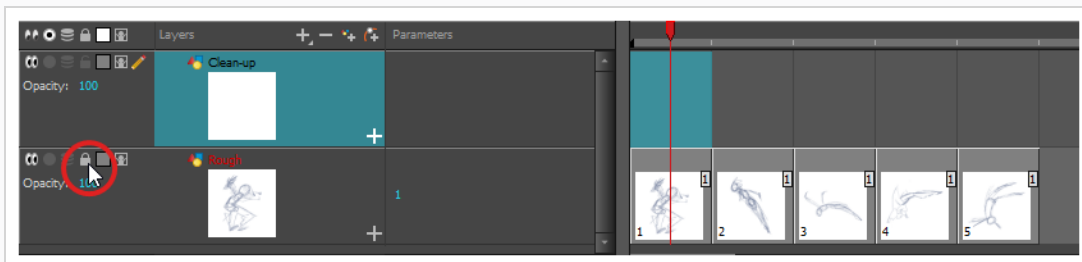 Layers Parameters
Clean-up
Opacity: 100
Rough
Opacity: 100
1
1 1 1 1 1
1 2 3 4 5